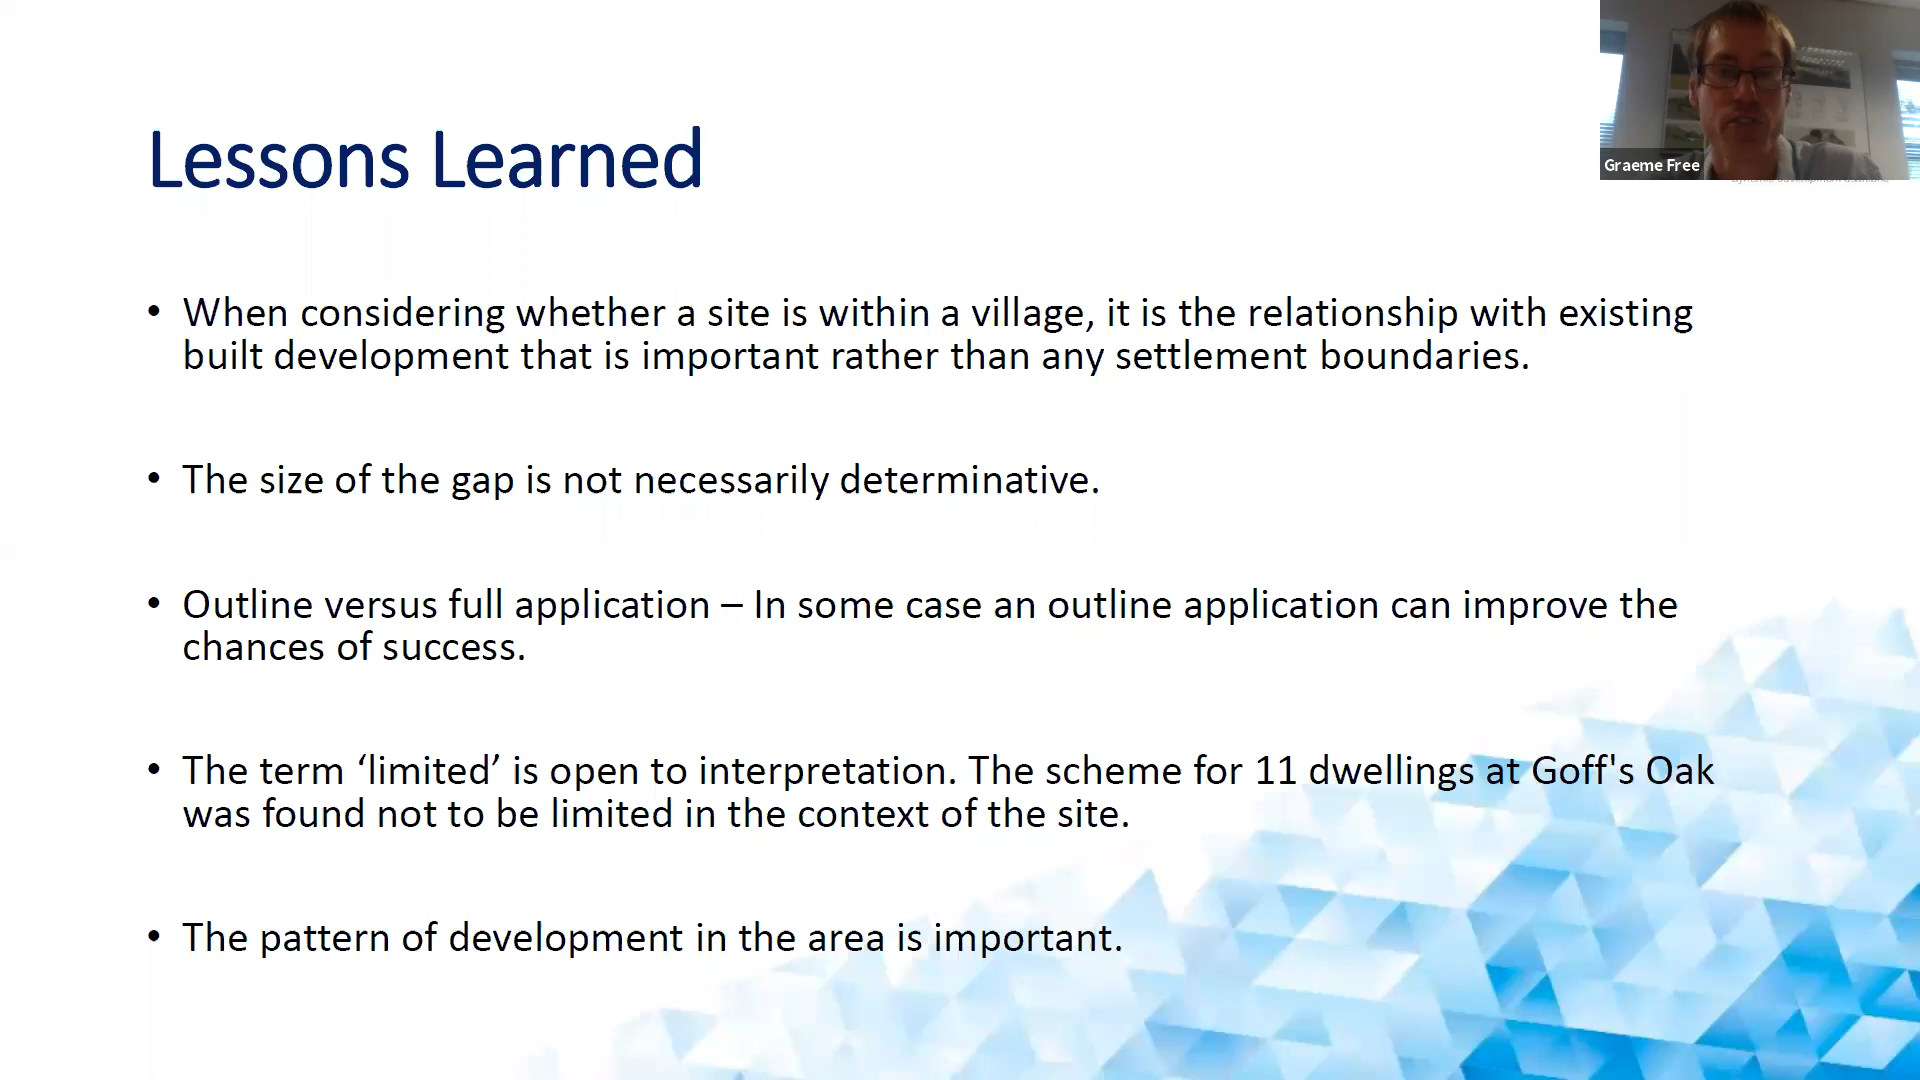 Lessons Learned
Graeme Free
• When considering whether a site is within a village, it is the relationship with existing
built development that is important rather than any settlement boundaries.
• The size of the gap is not necessarily determinative.
• Outline versus full application – In some case an outline application can improve the
chances of success.
• The term ‘limited’ is open to interpretation. The scheme for 11 dwellings at Goff's Oak
was found not to be limited in the context of the site.
• The pattern of development in the area is important.